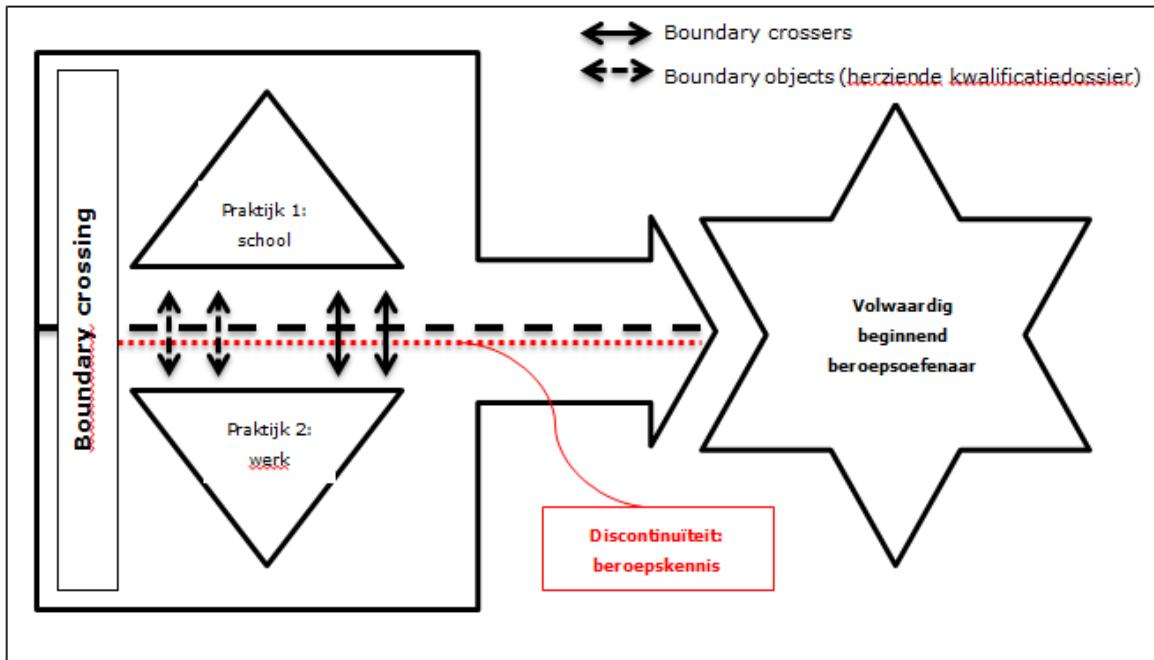 Boundary crossers
Boundary objects (herziende kwalificatiedossier)
Boundary crossing
Praktijk 1:
school
Praktijk 2:
werk
Volwaardig
beginnend
beroepsoefenaar
Discontinuïteit:
beroepskennis